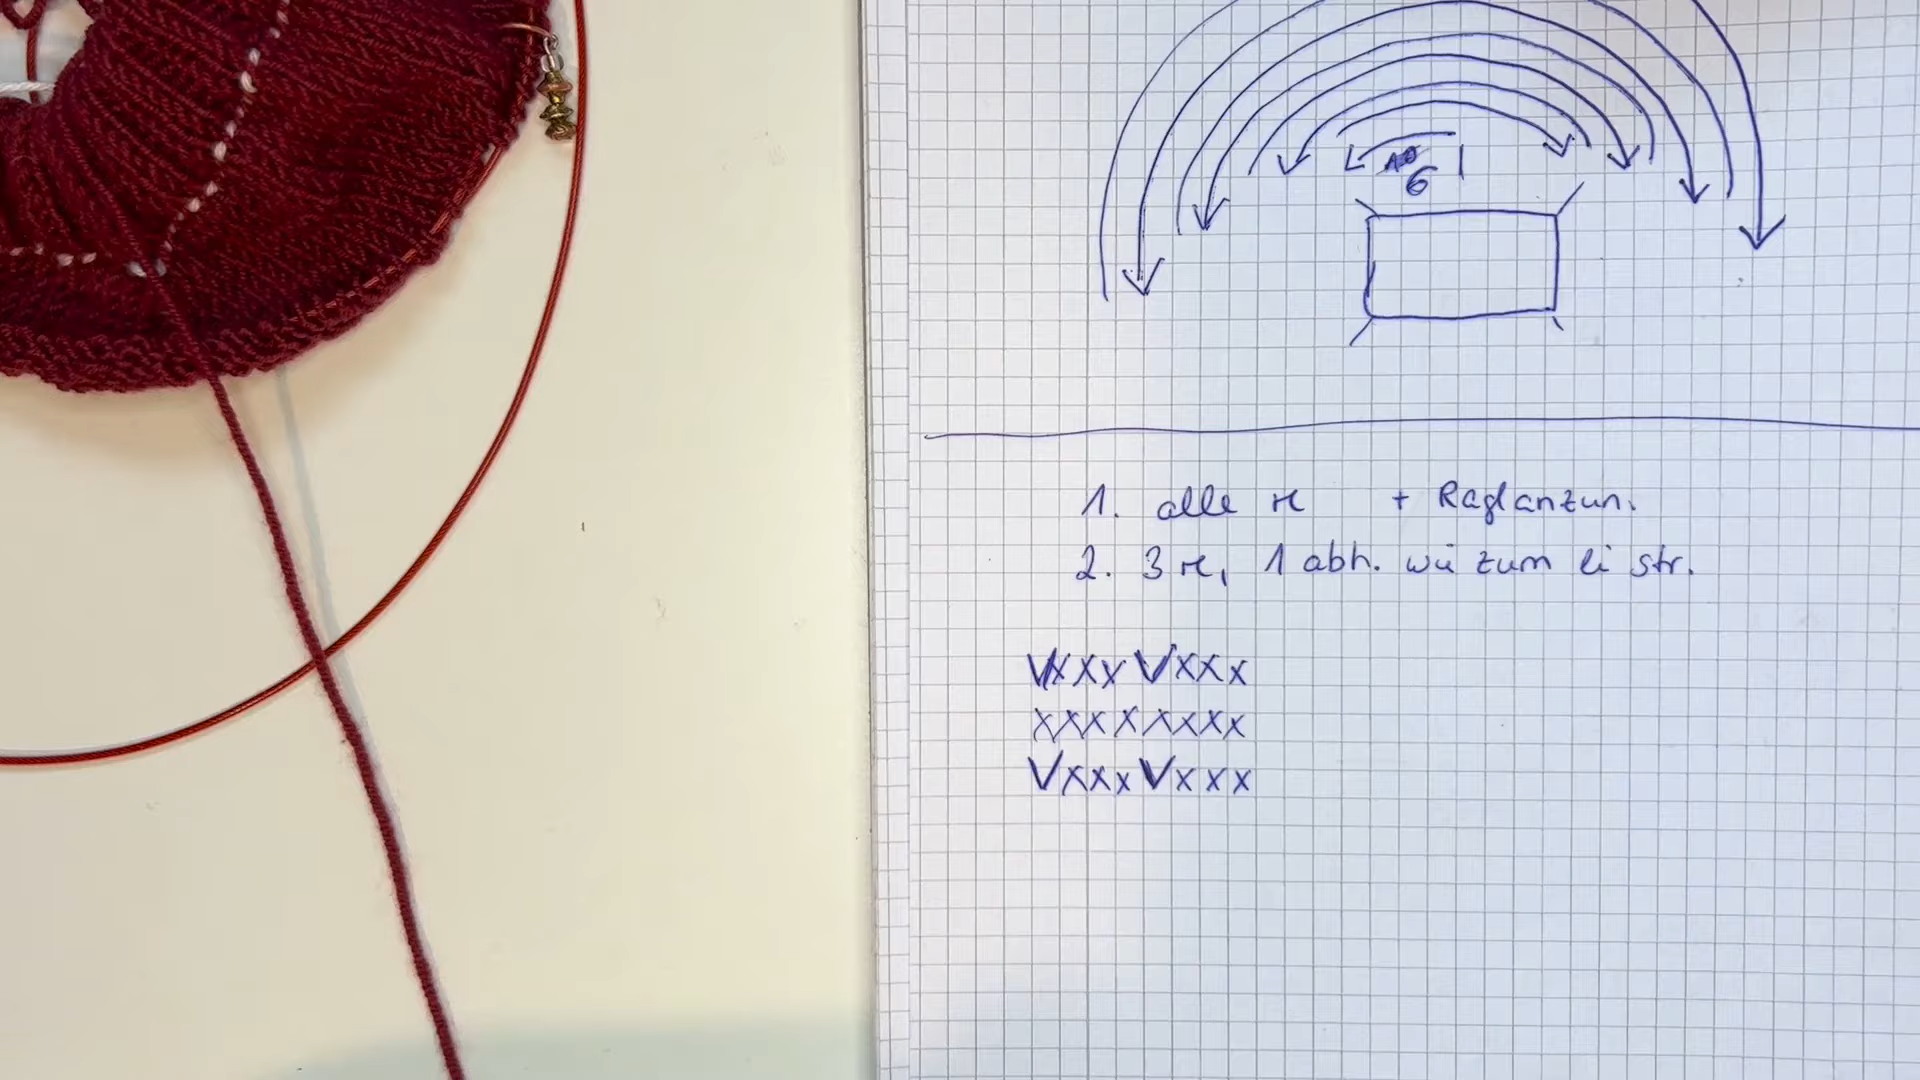 6
1. alle re + Raglanzun.
2. 3 re, 1 abh. wie zum li str.
VXXXVXXX
XXXXXXXX
VXXXVXXX